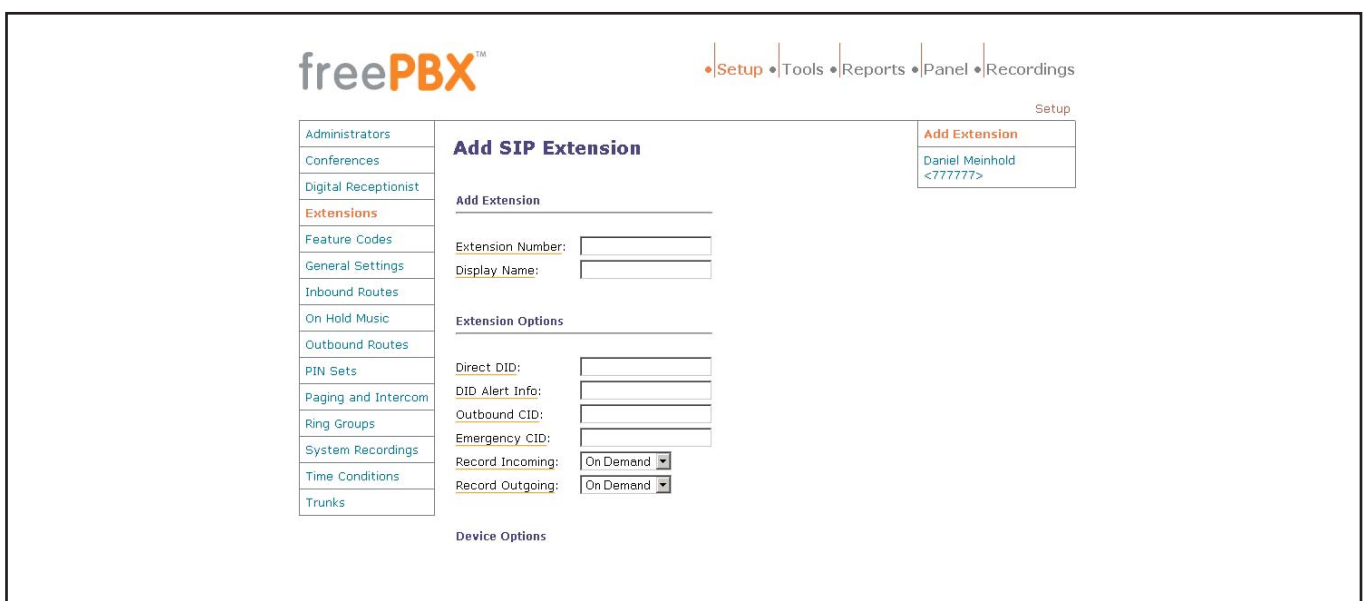 freePBX™
Setup Tools Reports Panel Recordings
Setup
Administrators
Conferences
Digital Receptionist
Extensions
Feature Codes
General Settings
Inbound Routes
On Hold Music
Outbound Routes
PIN Sets
Paging and Intercom
Ring Groups
System Recordings
Time Conditions
Trunks
Add SIP Extension
Add Extension
Extension Number:
Display Name:
Extension Options
Direct DID:
DID Alert Info:
Outbound CID:
Emergency CID:
Record Incoming: On Demand
Record Outgoing: On Demand
Device Options
Add Extension
Daniel Meinhold
<777777>